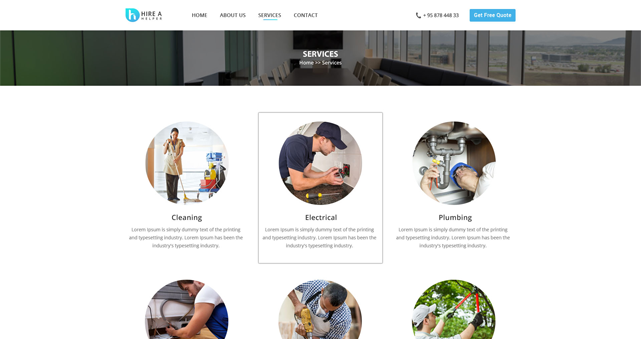 HIRE A
HELPER
HOME
ABOUT US
SERVICES
CONTACT
+ 95 878 448 33
Get Free Quote
SERVICES
Home >> Services
Cleaning
Lorem Ipsum is simply dummy text of the printing
and typesetting industry. Lorem Ipsum has been the
industry's typesetting industry.
Electrical
Lorem Ipsum is simply dummy text of the printing
and typesetting industry. Lorem Ipsum has been the
industry's typesetting industry.
Plumbing
Lorem Ipsum is simply dummy text of the printing
and typesetting industry. Lorem Ipsum has been the
industry's typesetting industry.